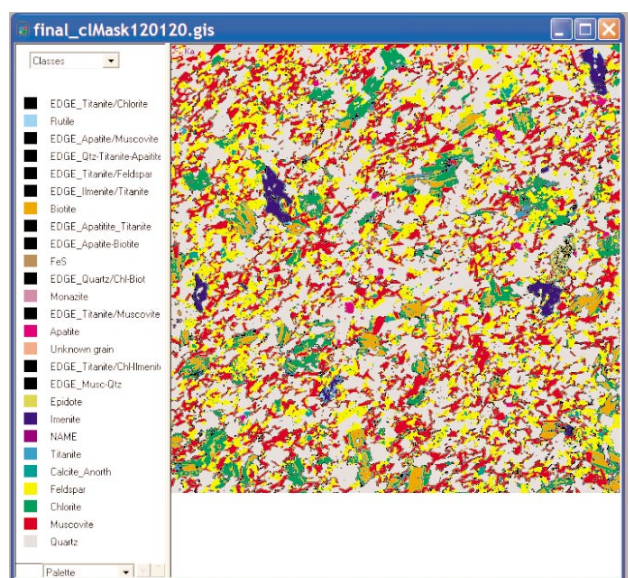 final_clMask120120.gis
Classes
EDGE_Titanite/Chlorite
Rutile
EDGE_Apatite/Muscovite
EDGE_Qtz-Titanite-Apaitite
EDGE_Titanite/Feldspar
EDGE_Ilmenite/Titanite
Biotite
EDGE_Apatitite_Titanite
EDGE_Apatite-Biotite
FeS
EDGE_Quartz/Chl-Biot
Monazite
EDGE_Titanite/Muscovite
Apatite
Unknown grain
EDGE_Titanite/Chl-Ilmenite
EDGE_Musc-Qtz
Epidote
Imenite
NAME
Titanite
Calcite_Anorth
Feldspar
Chlorite
Muscovite
Quartz
Palette